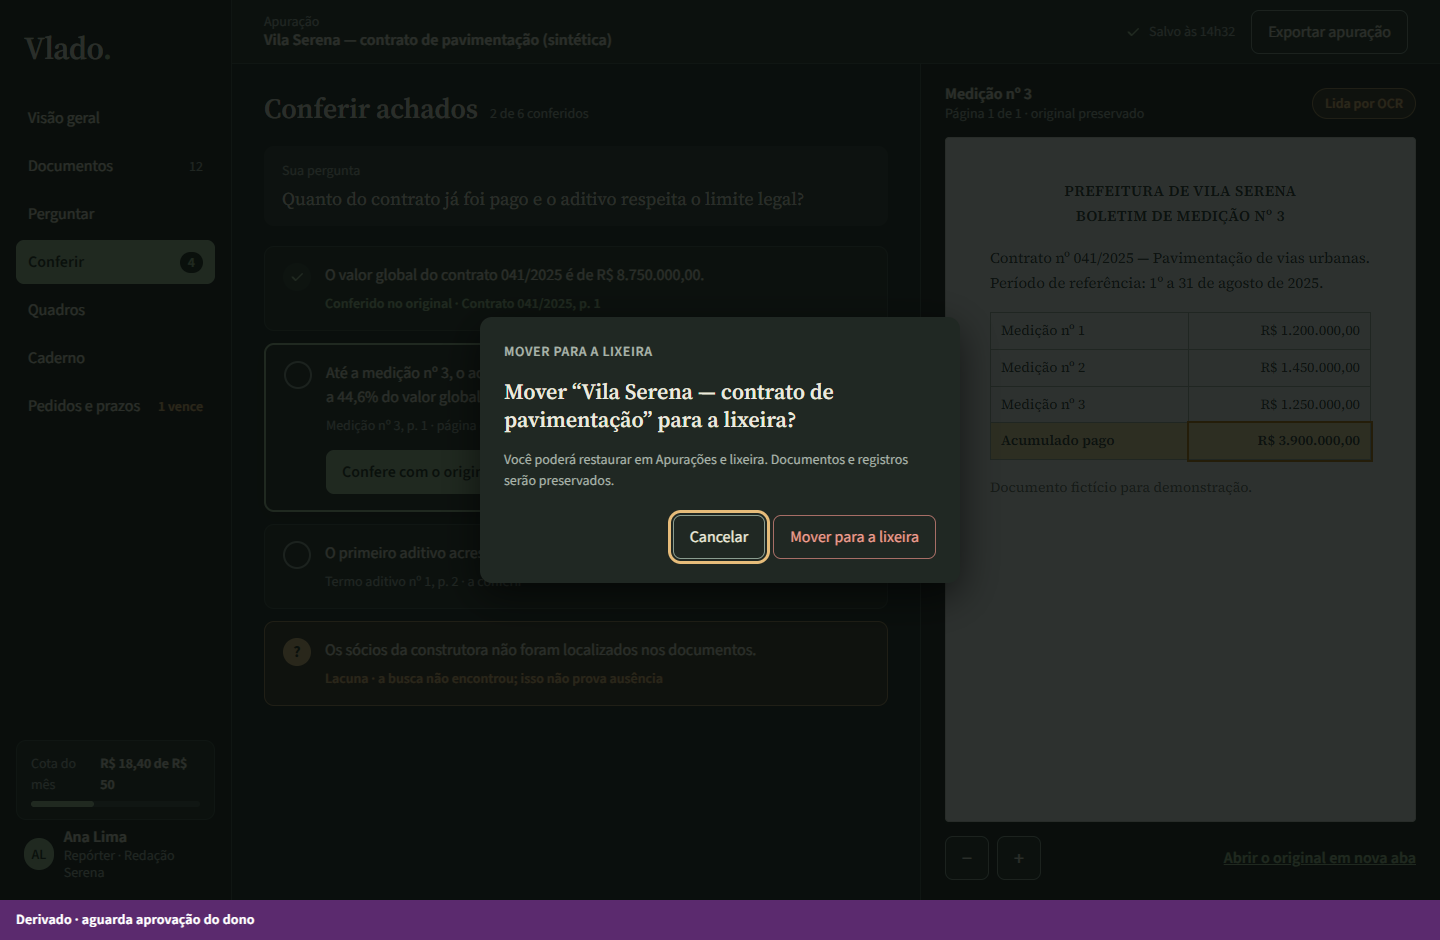 Vlado.
Visão geral
Documentos 12
Perguntar
Conferir 4
Quadros
Caderno
Pedidos e prazos 1 vence
Cota do mês R$ 18,40 de R$ 50
AL
Ana Lima
Repórter · Redação
Serena
Apuração
Vila Serena — contrato de pavimentação (sintética)
Salvo às 14h32
Exportar apuração
Conferir achados 2 de 6 conferidos
Sua pergunta
Quanto do contrato já foi pago e o aditivo respeita o limite legal?
O valor global do contrato 041/2025 é de R$ 8.750.000,00.
Conferido no original · Contrato 041/2025, p. 1
Até a medição nº 3, o
a 44,6% do valor global
Medição nº 3, p. 1 · página
Confere com o
O primeiro aditivo
Termo aditivo nº 1, p. 2 · a
? Os sócios da construtora não foram localizados nos documentos.
Lacuna · a busca não encontrou; isso não prova ausência
MOVER PARA A LIXEIRA
Mover “Vila Serena — contrato de
pavimentação” para a lixeira?
Você poderá restaurar em Apurações e lixeira. Documentos e registros
serão preservados.
Cancelar
Mover para a lixeira
Medição nº 3
Página 1 de 1 · original preservado
Lida por OCR
PREFEITURA DE VILA SERENA
BOLETIM DE MEDIÇÃO Nº 3
Contrato nº 041/2025 — Pavimentação de vias urbanas.
Período de referência: 1º a 31 de agosto de 2025.
Medição nº 1 R$ 1.200.000,00
Medição nº 2 R$ 1.450.000,00
Medição nº 3 R$ 1.250.000,00
Acumulado pago R$ 3.900.000,00
Documento fictício para demonstração.
− +
Abrir o original em nova aba
Derivado · aguarda aprovação do dono